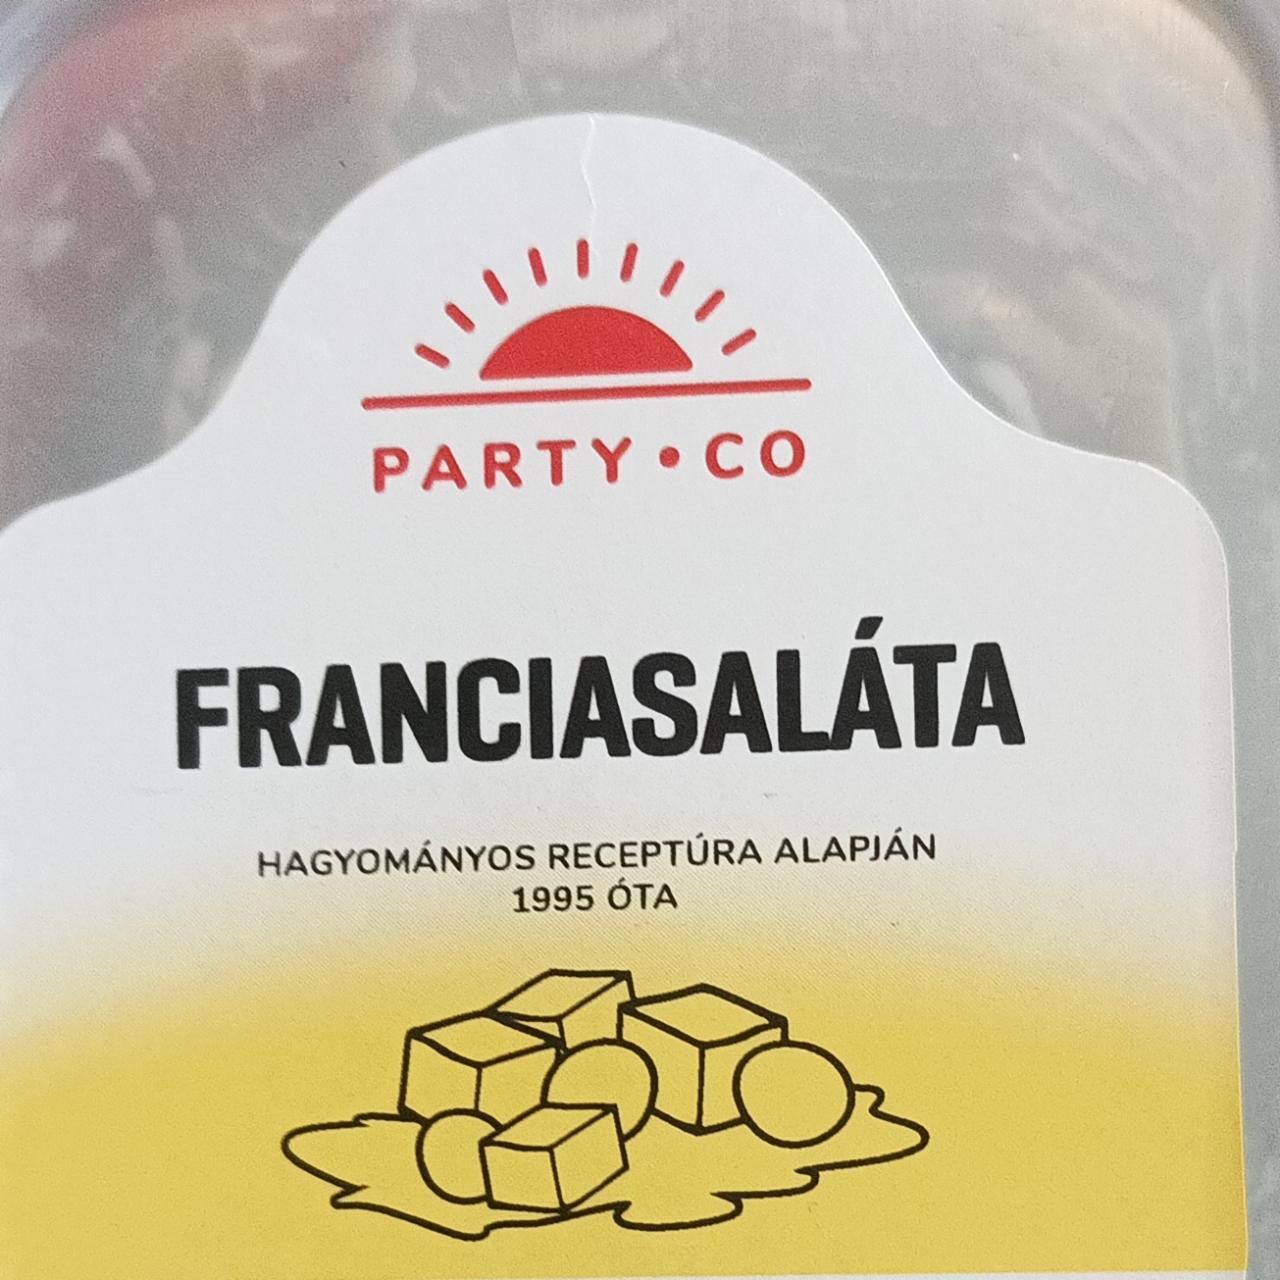 PARTY•CO
FRANCIASALÁTA
HAGYOMÁNYOS RECEPTÚRA ALAPJÁN
1995 ÓTA